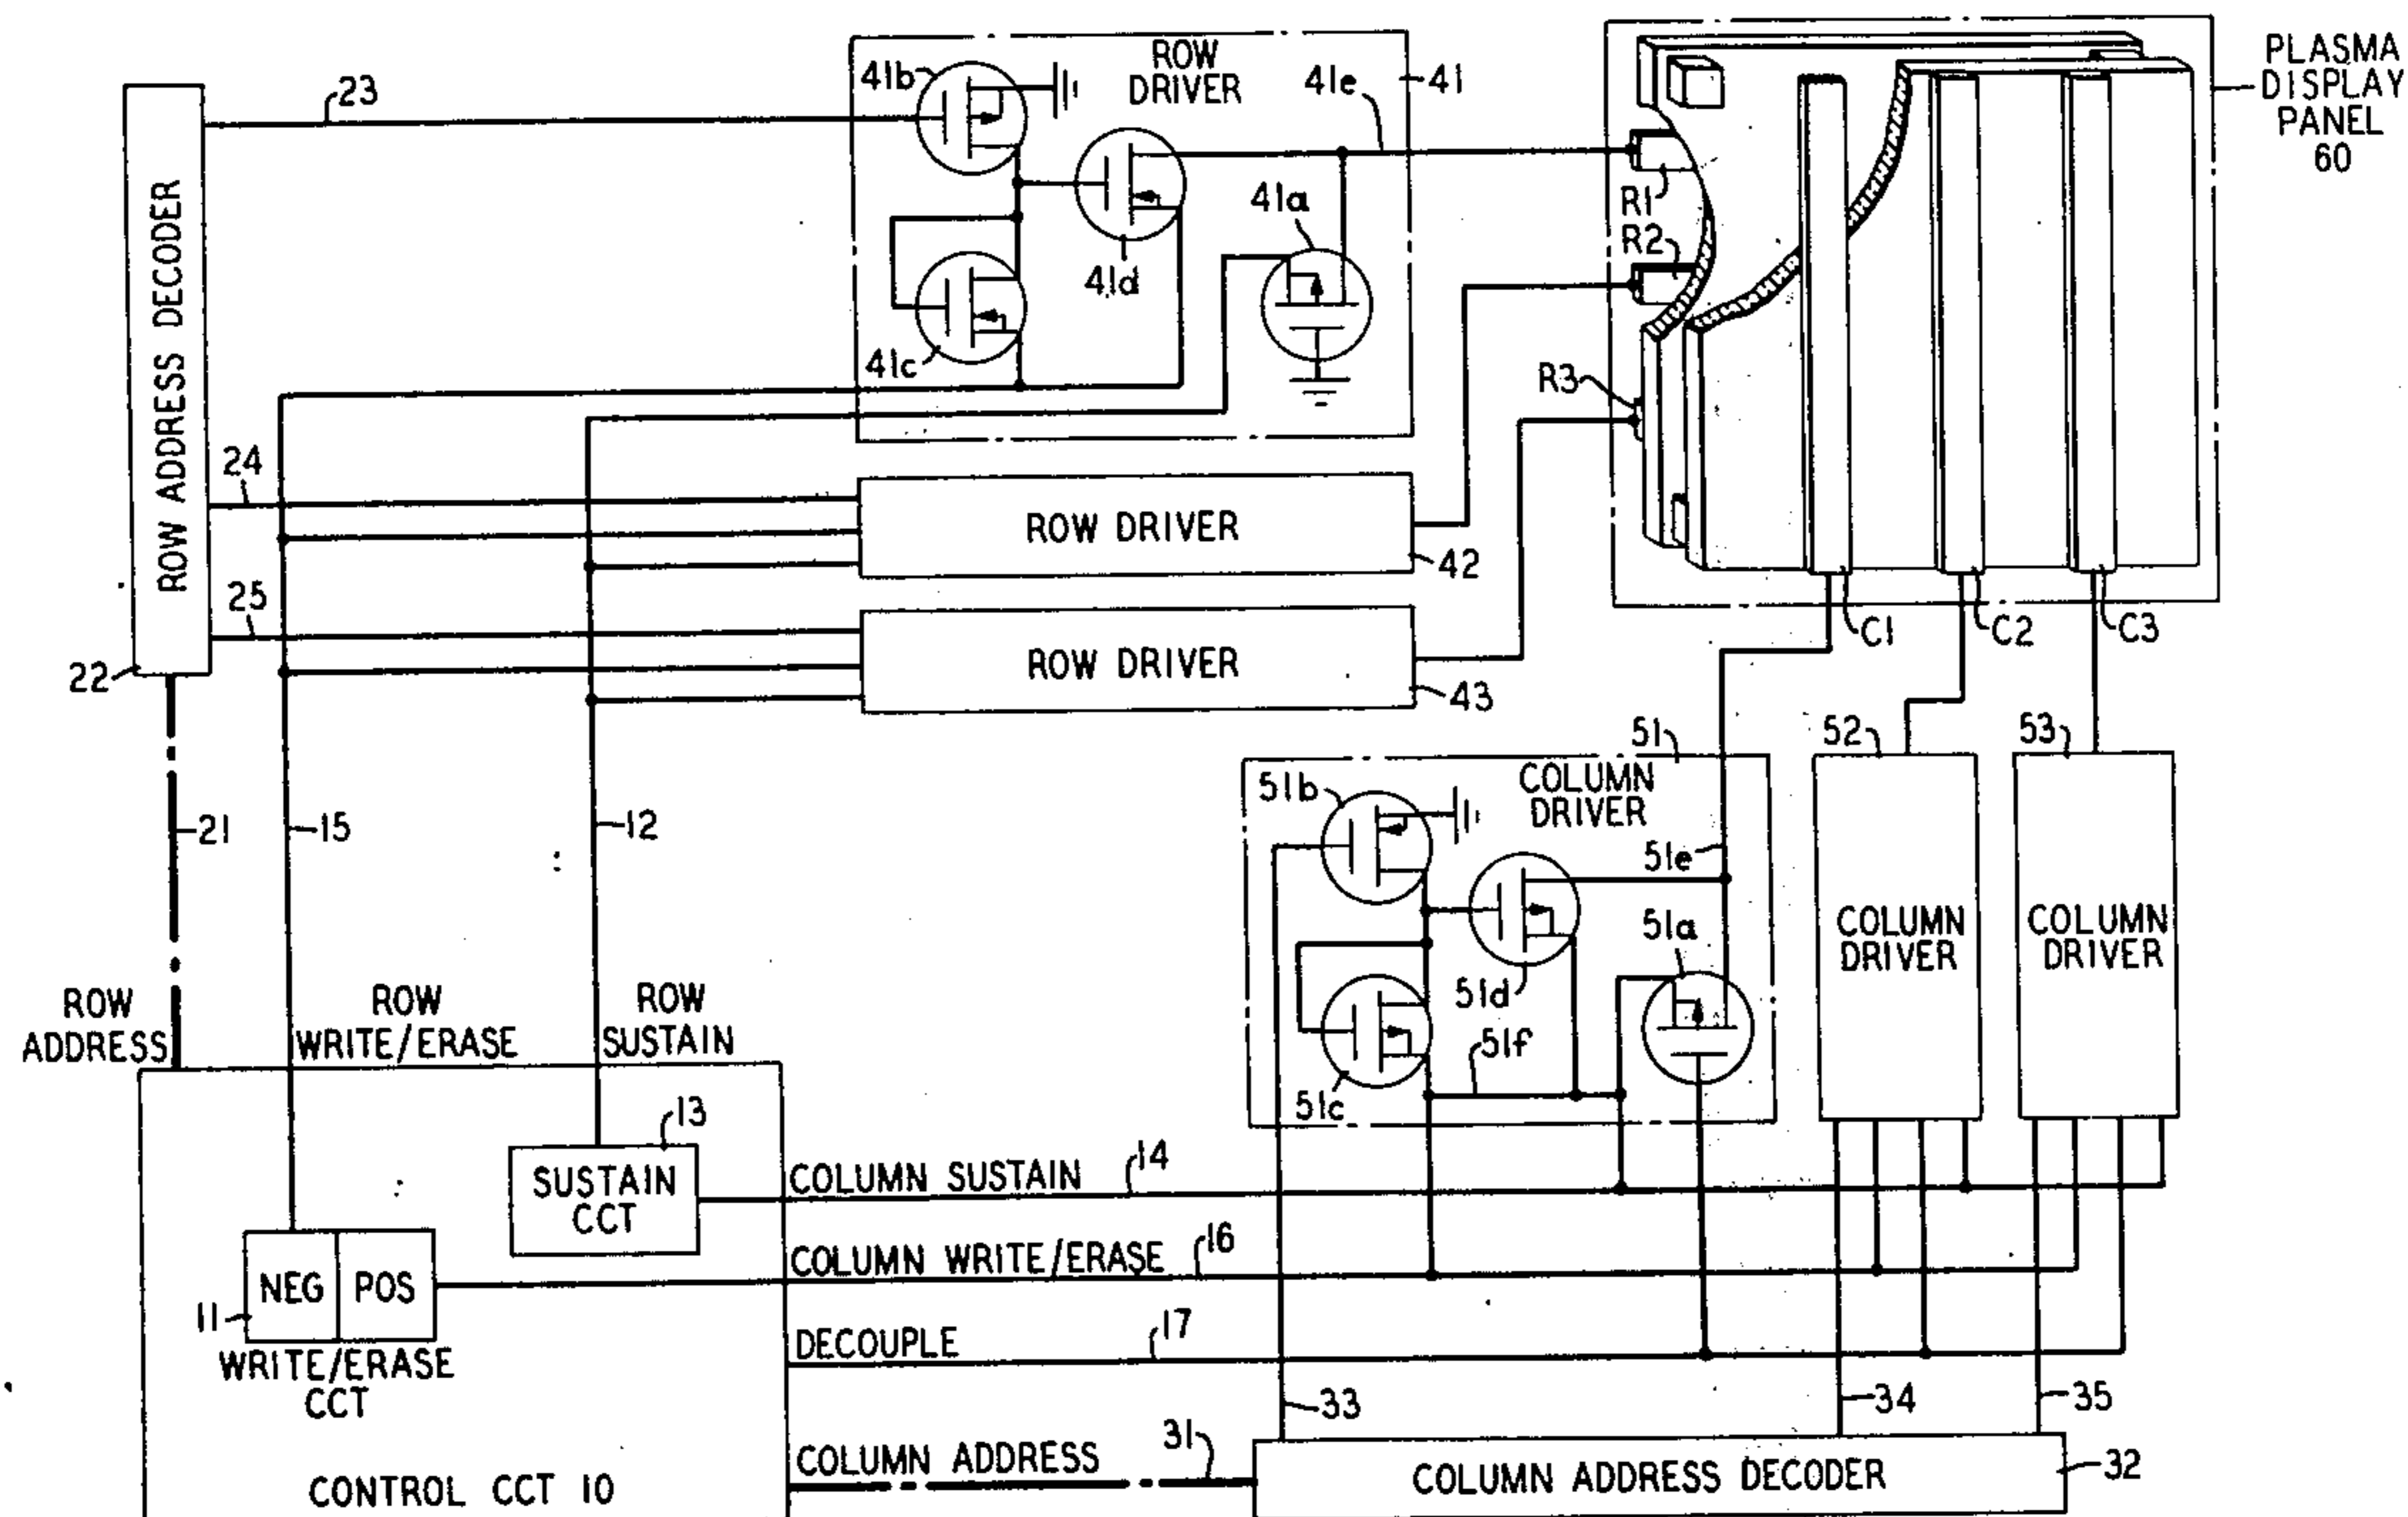 ROW
DRIVER
41
41b
41e
23
PLASMA
DISPLAY
PANEL
60
ROW ADDRESS DECODER
41a
R1
R2
41d
41c
R3
24
ROW DRIVER
42
25
C1
C2
C3
22
ROW DRIVER
43
51
52
53
51b
COLUMN
DRIVER
21
15
12
51e
COLUMN
DRIVER
COLUMN
DRIVER
51a
51d
ROW
ADDRESS
ROW
WRITE/ERASE
ROW
SUSTAIN
51f
51c
13
SUSTAIN
CCT
COLUMN SUSTAIN
14
NEG
POS
11
WRITE/ERASE
CCT
COLUMN WRITE/ERASE
16
DECOUPLE
17
33
34
35
COLUMN ADDRESS
31
COLUMN ADDRESS DECODER
32
CONTROL CCT 10